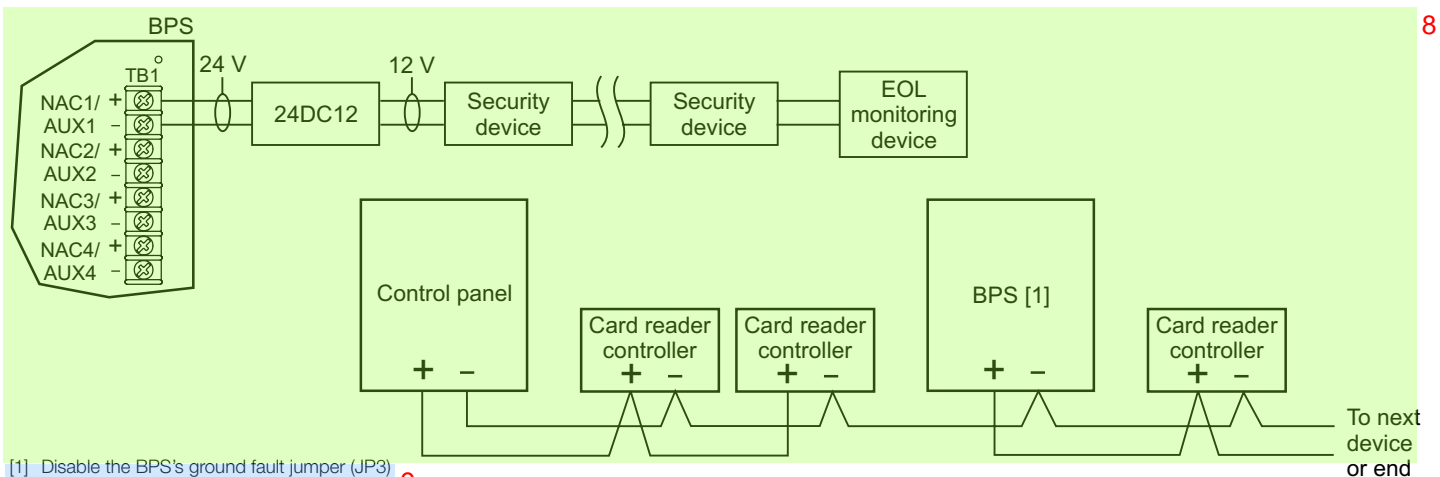 BPS
8
TB1
24 V
12 V
NAC1/ +
AUX1 –
NAC2/ +
AUX2 –
NAC3/ +
AUX3 –
NAC4/ +
AUX4 –
24DC12
Security
device
Security
device
EOL
monitoring
device
Control panel
+ –
Card reader
controller
+ –
Card reader
controller
+ –
BPS [1]
+ –
Card reader
controller
+ –
To next
device
or end
[1] Disable the BPS's ground fault jumper (JP3)